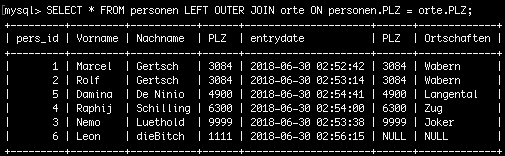 mysql> SELECT * FROM personen LEFT OUTER JOIN orte ON personen.PLZ = orte.PLZ;
+---------+---------+-----------+------+---------------------+------+-------------+
| pers_id | Vorname | Nachname  | PLZ  | entrydate           | PLZ  | Ortschaften |
+---------+---------+-----------+------+---------------------+------+-------------+
|       1 | Marcel  | Gertsch   | 3084 | 2018-06-30 02:52:42 | 3084 | Wabern      |
|       2 | Rolf    | Gertsch   | 3084 | 2018-06-30 02:53:14 | 3084 | Wabern      |
|       5 | Damina  | De Ninio  | 4900 | 2018-06-30 02:54:41 | 4900 | Langental   |
|       4 | Raphij  | Schilling | 6300 | 2018-06-30 02:54:00 | 6300 | Zug         |
|       3 | Nemo    | Luethold  | 9999 | 2018-06-30 02:53:38 | 9999 | Joker       |
|       6 | Leon    | dieBitch  | 1111 | 2018-06-30 02:56:15 | NULL | NULL        |
+---------+---------+-----------+------+---------------------+------+-------------+